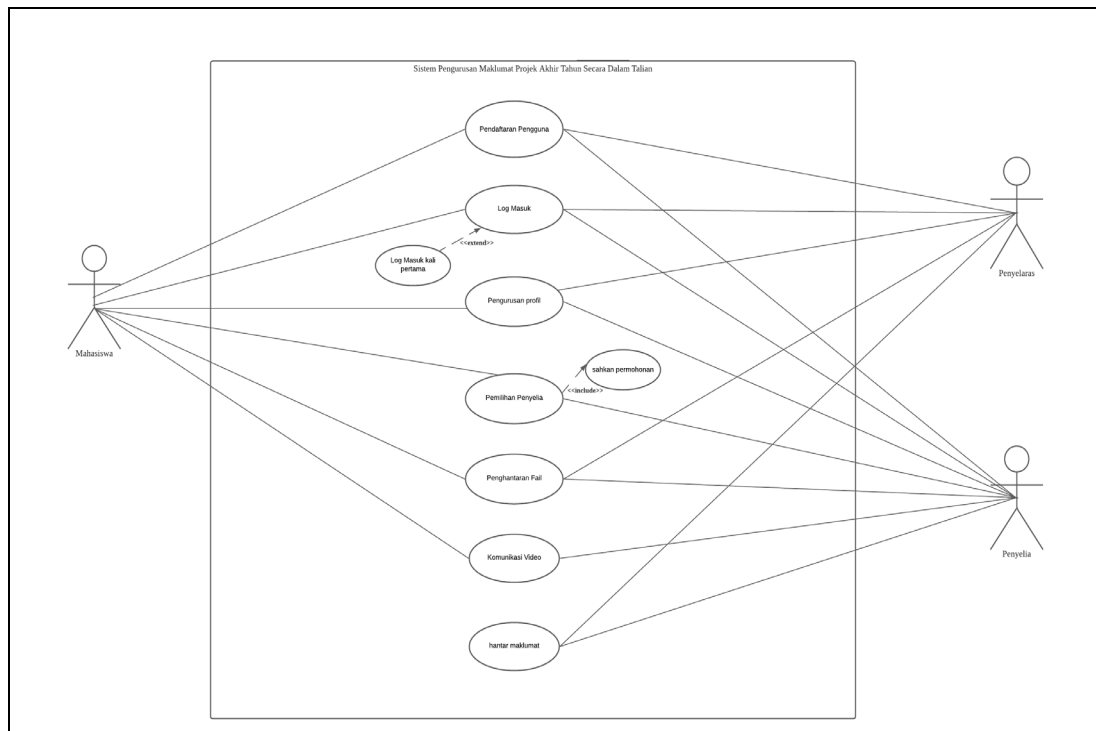 Sistem Pengurusan Maklumat Projek Akhir Tahun Secara Dalam Talian
Pendaftaran Pengguna
Log Masuk
<<extend>>
Log Masuk kali
pertama
Pengurusan profil
sahkan permohonan
<<include>>
Pemilihan Penyelia
Penghantaran Fail
Komunikasi Video
hantar maklumat
Mahasiswa
Penyelaras
Penyelia